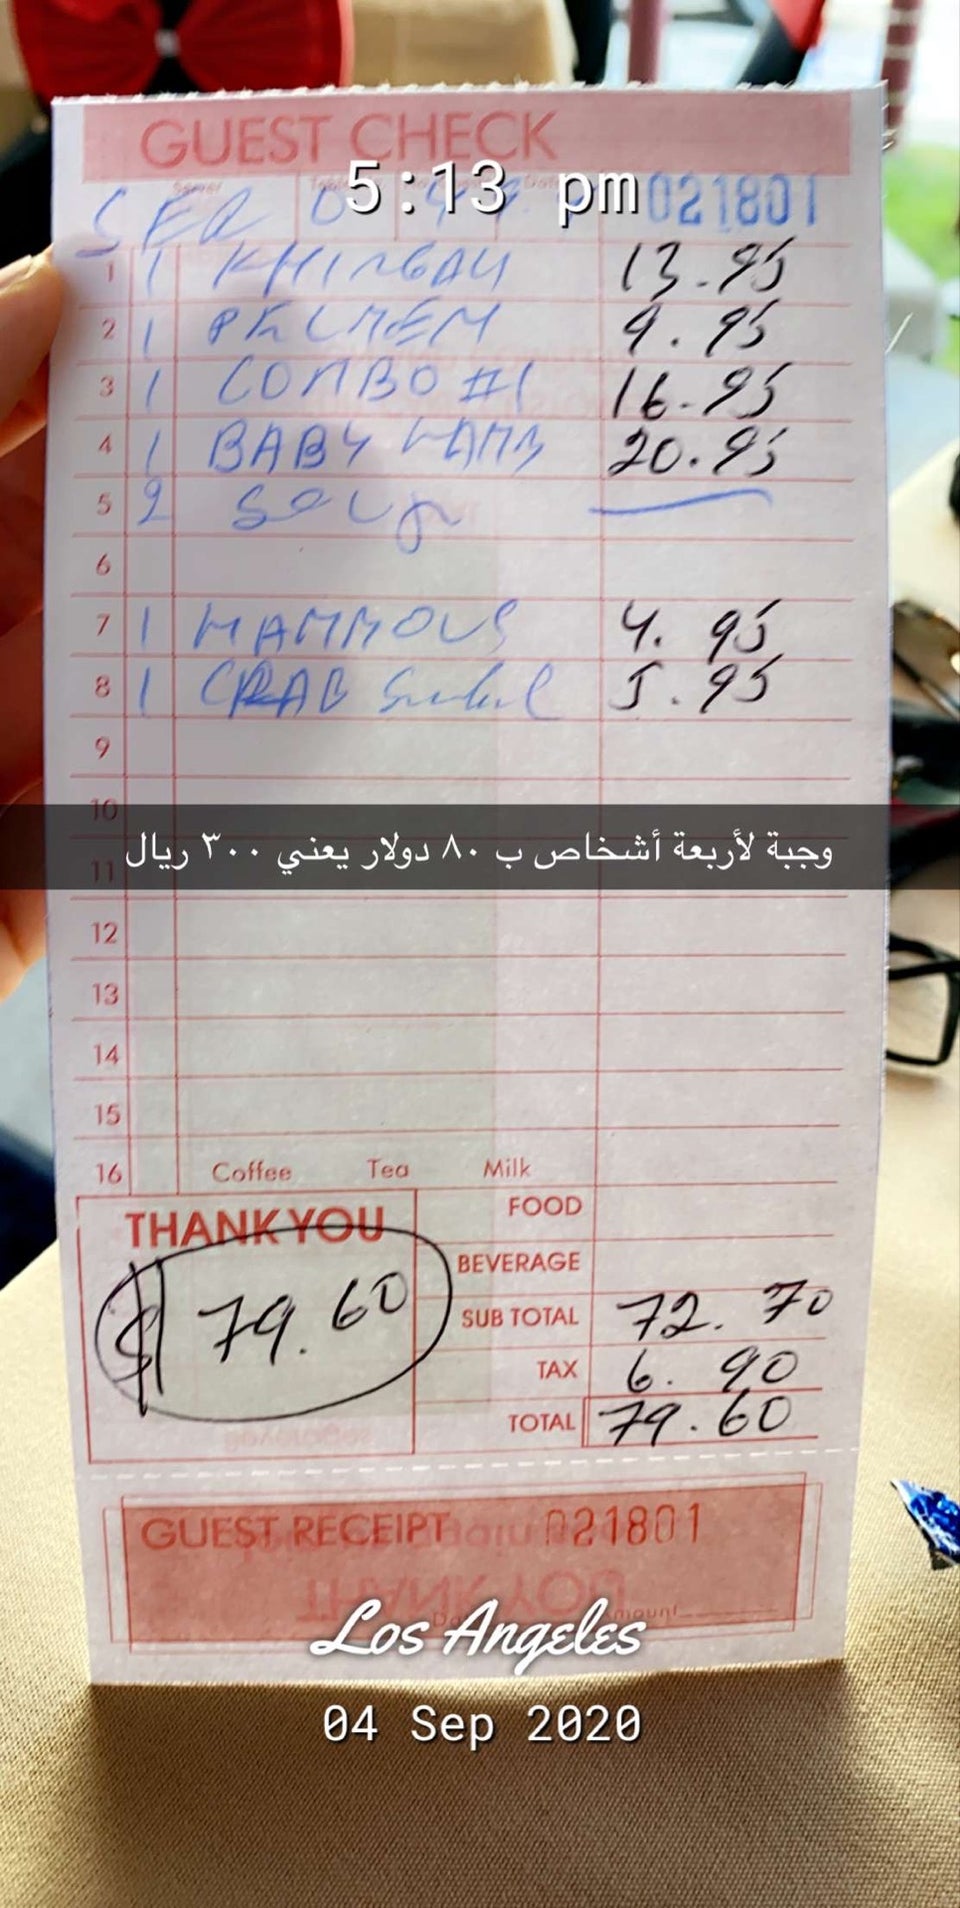 GUEST CHECK
5:13 pm
021801
1 1 KHINGALI 13.95
2 1 PELMEM 9.95
3 1 COMBO #1 16.95
4 1 BABY LAMB 20.95
5 2 Soup
6
7 1 HAMMOUS 4.95
8 1 CRAB 5.95
9
10
وجبة لأربعة أشخاص ب ٨٠ دولار يعني ٣٠٠ ريال
11
12
13
14
15
16 Coffee Tea Milk
FOOD
THANK YOU
BEVERAGE
$ 79.60
SUB TOTAL 72.70
TAX 6.90
TOTAL 79.60
GUEST RECEIPT 021801
Los Angeles
04 Sep 2020